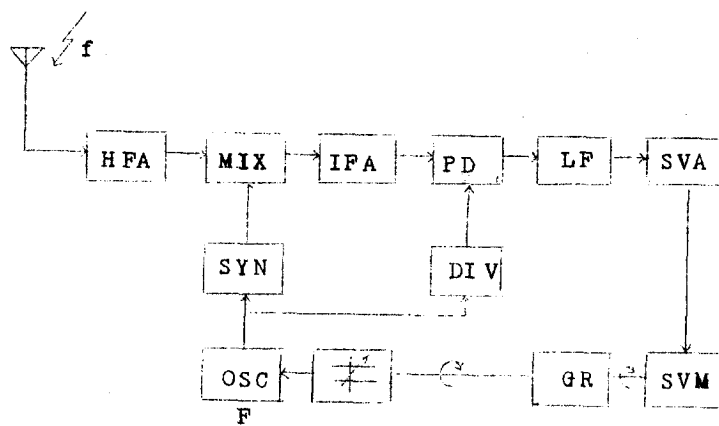 f
HFA MIX IFA PD LF SVA
SYN DIV
OSC GR SVM
F